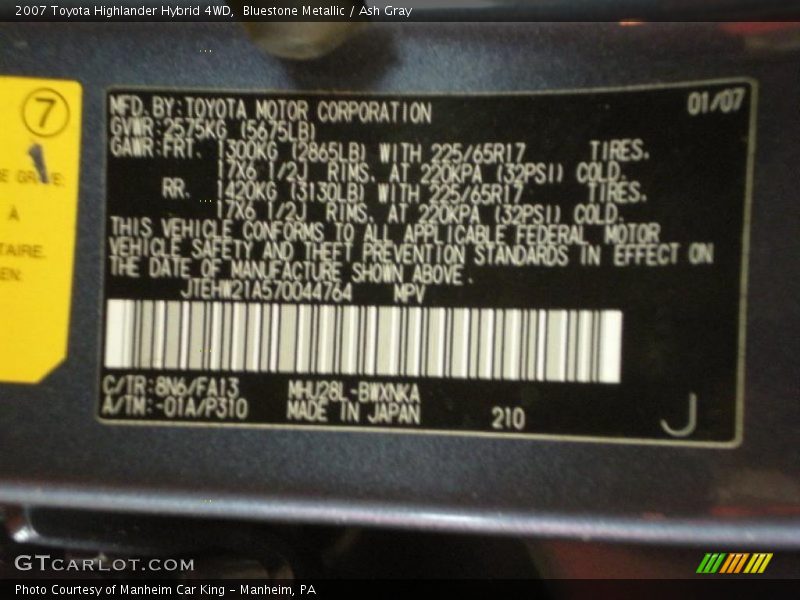 2007 Toyota Highlander Hybrid 4WD, Bluestone Metallic / Ash Gray
7
A
TAIRE.
EN:
MFD. BY: TOYOTA MOTOR CORPORATION 01/07
GVWR: 2575KG (5675LB)
GAWR: FRT. 1300KG (2865LB) WITH 225/65R17 TIRES.
17X6 1/2J RIMS. AT 220KPA (32PSI) COLD.
RR. 1420KG (3130LB) WITH 225/65R17 TIRES.
17X6 1/2J RIMS. AT 220KPA (32PSI) COLD.
THIS VEHICLE CONFORMS TO ALL APPLICABLE FEDERAL MOTOR
VEHICLE SAFETY AND THEFT PREVENTION STANDARDS IN EFFECT ON
THE DATE OF MANUFACTURE SHOWN ABOVE.
JTEHW21A570044764 MPV
C/TR: 8N6/FA13 MHU28L-BWXNKA
A/TM: -01A/P310 MADE IN JAPAN 210 J
GTCARLOT.COM
Photo Courtesy of Manheim Car King - Manheim, PA